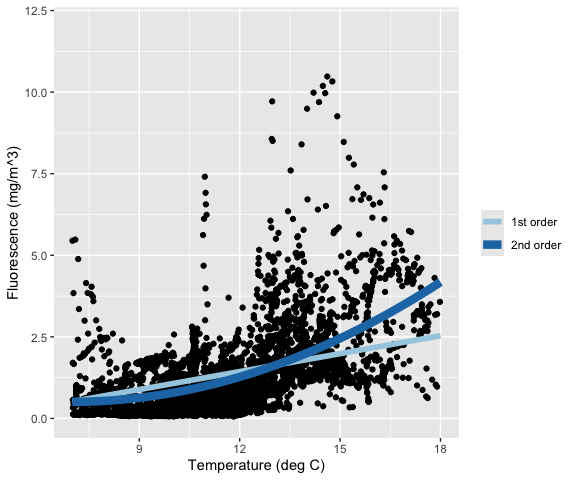 12.5
10.0
7.5
5.0
2.5
0.0
Fluorescence (mg/m^3)
9
12
15
18
Temperature (deg C)
1st order
2nd order